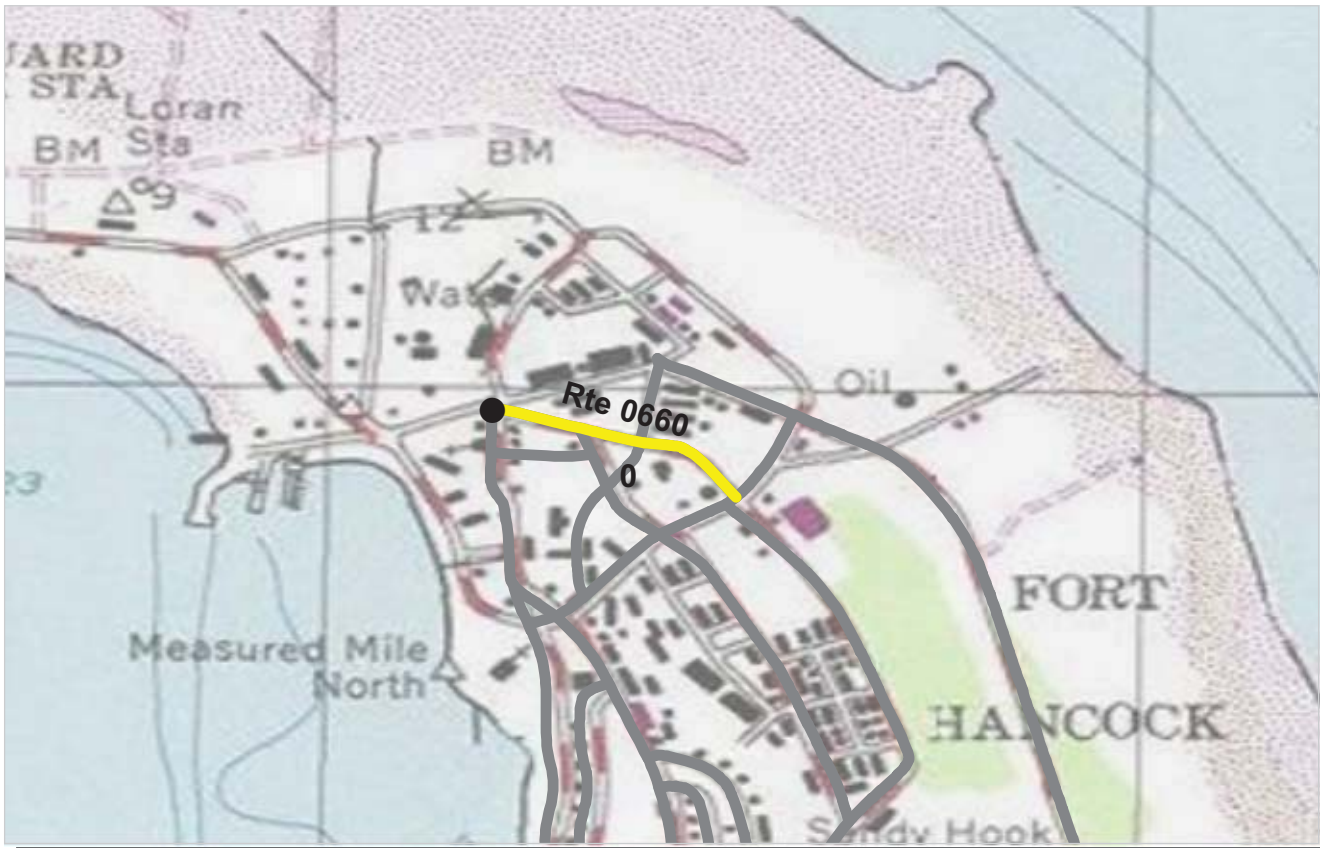 UARD
STA
Loran
Sta
BM
BM
9
12
Wat
Oil
Rte 0660
0
23
FORT
HANCOCK
Measured Mile
North
Sandy Hook